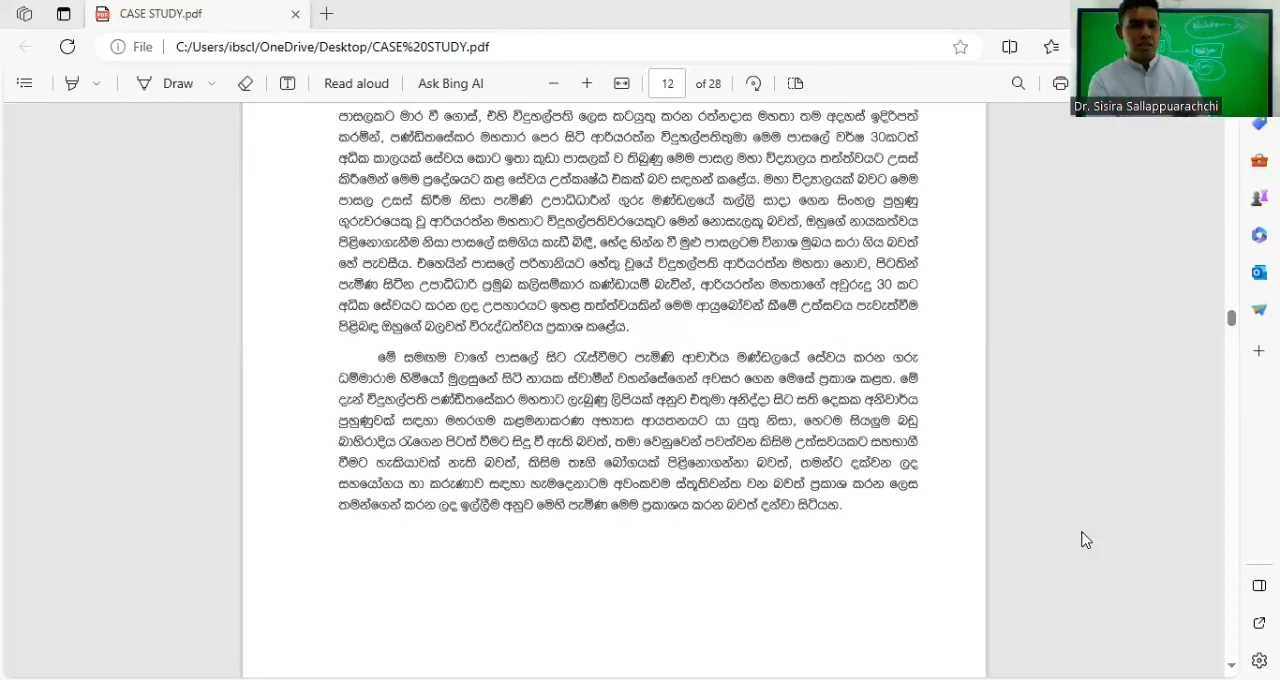 CASE STUDY.pdf
File
C:/Users/ibscl/OneDrive/Desktop/CASE%20STUDY.pdf
Draw
Read aloud
Ask Bing AI
12 of 28
Dr. Sisira Sallappuarachchi
පාසලකට මාර වී ගොස්, එහි විදුහල්පති ලෙස කටයුතු කරන රත්නදාස මහතා තම අදහස් ඉදිරිපත්
කරමින්, පණ්ඩිතසේකර මහතාර පෙර සිටි ආරියරත්න විදුහල්පතිතුමා මෙම පාසලේ වර්ෂ 30කටත්
අධික කාලයක් සේවය කොට ඉතා කුඩා පාසලක් ව තිබුණු මෙම පාසල මහා විද්‍යාලය තත්ත්වයට උසස්
කිරීමෙන් මෙම ප්‍රදේශයට කළ සේවය උත්කෘෂ්ඨ එකක් බව සඳහන් කළේය. මහා විද්‍යාලයක් බවට මෙම
පාසල උසස් කිරීම නිසා පැමිණි උපාධිධාරීන් ගුරු මණ්ඩලයේ කල්ලි සාදා ගෙන සිංහල පුහුණු
ගුරුවරයෙකු වූ ආරියරත්න මහතාට විදුහල්පතිවරයෙකුට මෙන් නොසැලකූ බවත්, ඔහුගේ නායකත්වය
පිළිනොගැනීම නිසා පාසලේ සමගිය කැඩී බිඳී, භේද භින්න වී මුළු පාසලටම විනාශ මුඛය කරා ගිය බවත්
හේ පැවසීය. එහෙයින් පාසලේ පරිහානියට හේතු වූයේ විදුහල්පති ආරියරත්න මහතා නොව, පිටතින්
පැමිණ සිටින උපාධිධාරි ප්‍රමුඛ කලිසම්කාර කණ්ඩායම් බැවින්, ආරියරත්න මහතාගේ අවුරුදු 30 කට
අධික සේවයට කරන ලද උපහාරයට ඉහළ තත්ත්වයකින් මෙම ආයුබෝවන් කීමේ උත්සවය පැවැත්වීම
පිළිබඳ ඔහුගේ බලවත් විරුද්ධත්වය ප්‍රකාශ කළේය.
මේ සමඟම වාගේ පාසලේ සිට රැස්වීමට පැමිණි ආචාර්ය මණ්ඩලයේ සේවය කරන ගරු
ධම්මාරාම හිමියෝ මුලසුනේ සිටි නායක ස්වාමීන් වහන්සේගෙන් අවසර ගෙන මෙසේ ප්‍රකාශ කළහ. මේ
දැන් විදුහල්පති පණ්ඩිතසේකර මහතාට ලැබුණු ලිපියක් අනුව එතුමා අනිද්දා සිට සති දෙකක අනිවාර්ය
පුහුණුවක් සඳහා මහරගම කළමනාකරණ අභ්‍යාස ආයතනයට යා යුතු නිසා, හෙටම සියලුම බඩු
බාහිරාදිය රැගෙන පිටත් වීමට සිදු වී ඇති බවත්, තමා වෙනුවෙන් පවත්වන කිසිම උත්සවයකට සහභාගී
වීමට හැකියාවක් නැති බවත්, කිසිම තෑගි බෝගයක් පිළිනොගන්නා බවත්, තමන්ට දක්වන ලද
සහයෝගය හා කරුණාව සඳහා හැමදෙනාටම අවංකවම ස්තූතිවන්ත වන බවත් ප්‍රකාශ කරන ලෙස
තමන්ගෙන් කරන ලද ඉල්ලීම අනුව මෙහි පැමිණ මෙම ප්‍රකාශය කරන බවත් දන්වා සිටියහ.